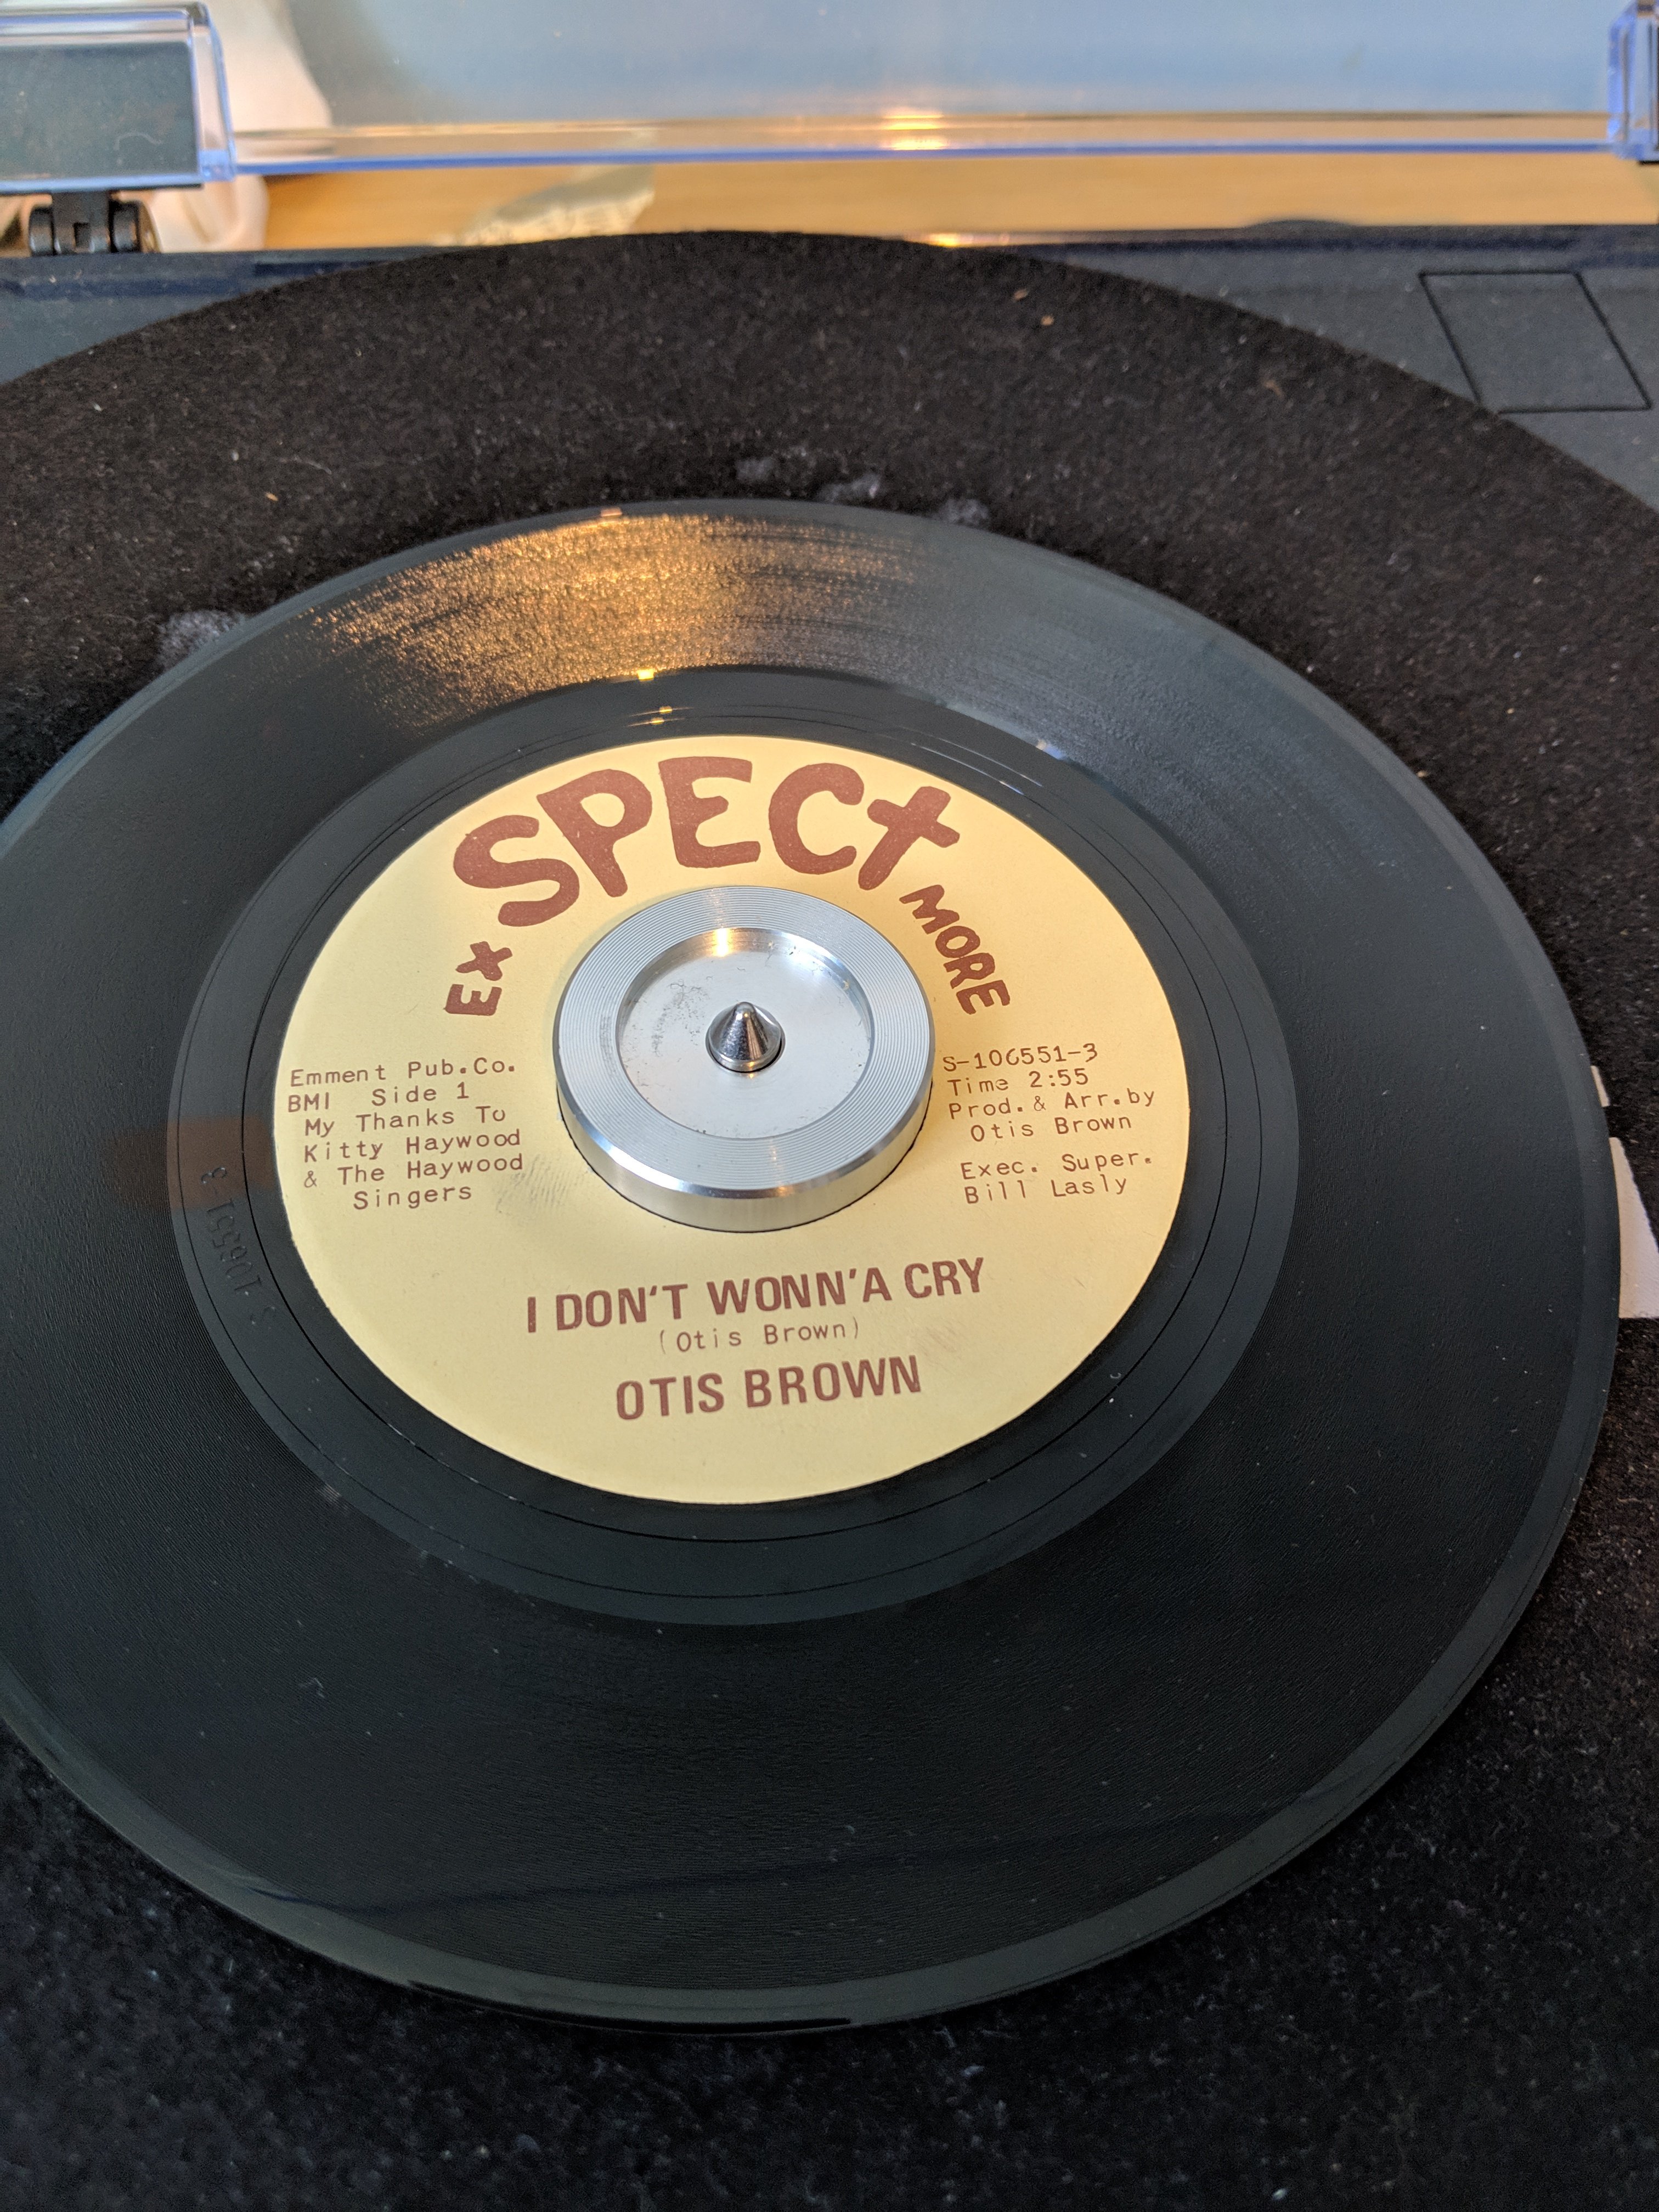 Ex SPECt MORE
Emment Pub.Co.
BMI Side 1
My Thanks To
Kitty Haywood
& The Haywood
Singers
S-106551-3
Time 2:55
Prod.& Arr.by
Otis Brown
Exec. Super.
Bill Lasly
I DON'T WONN'A CRY
(Otis Brown)
OTIS BROWN